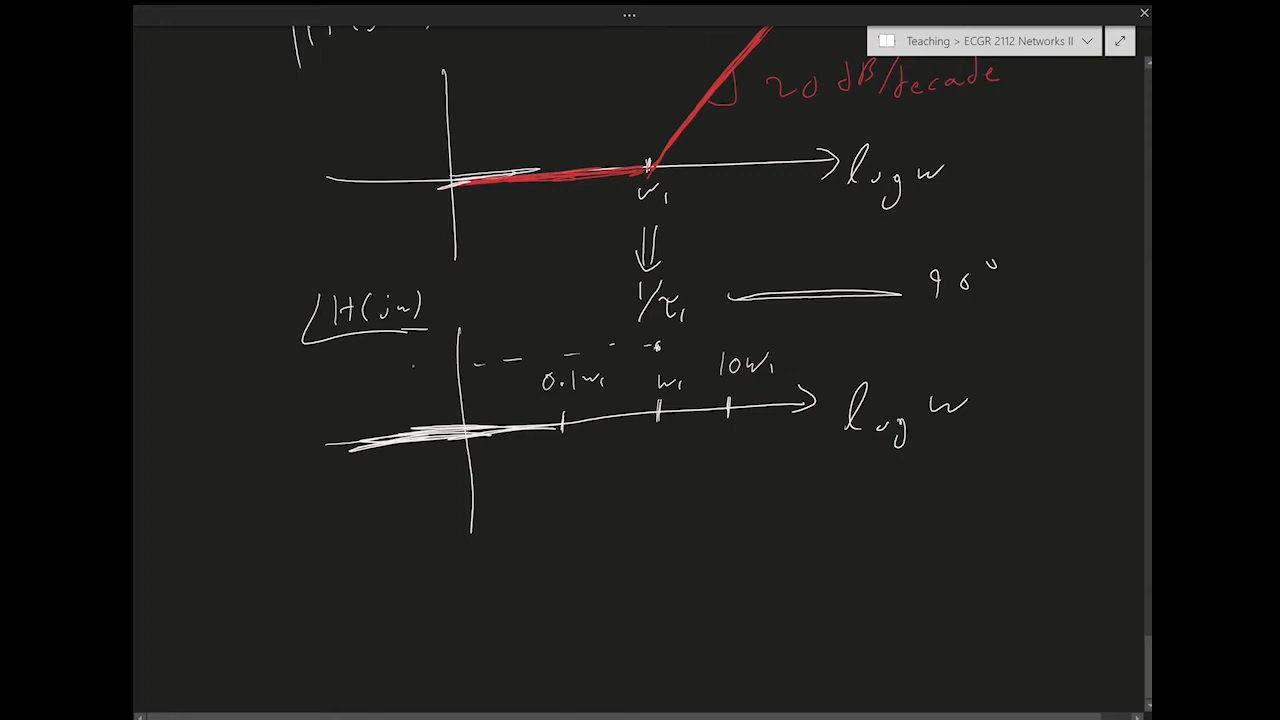 Teaching > ECGR 2112 Networks II
20 dB/decade
log w
w₁
1/τ₁
90°
∠H(jw)
0.1w₁ w₁ 10w₁
log w